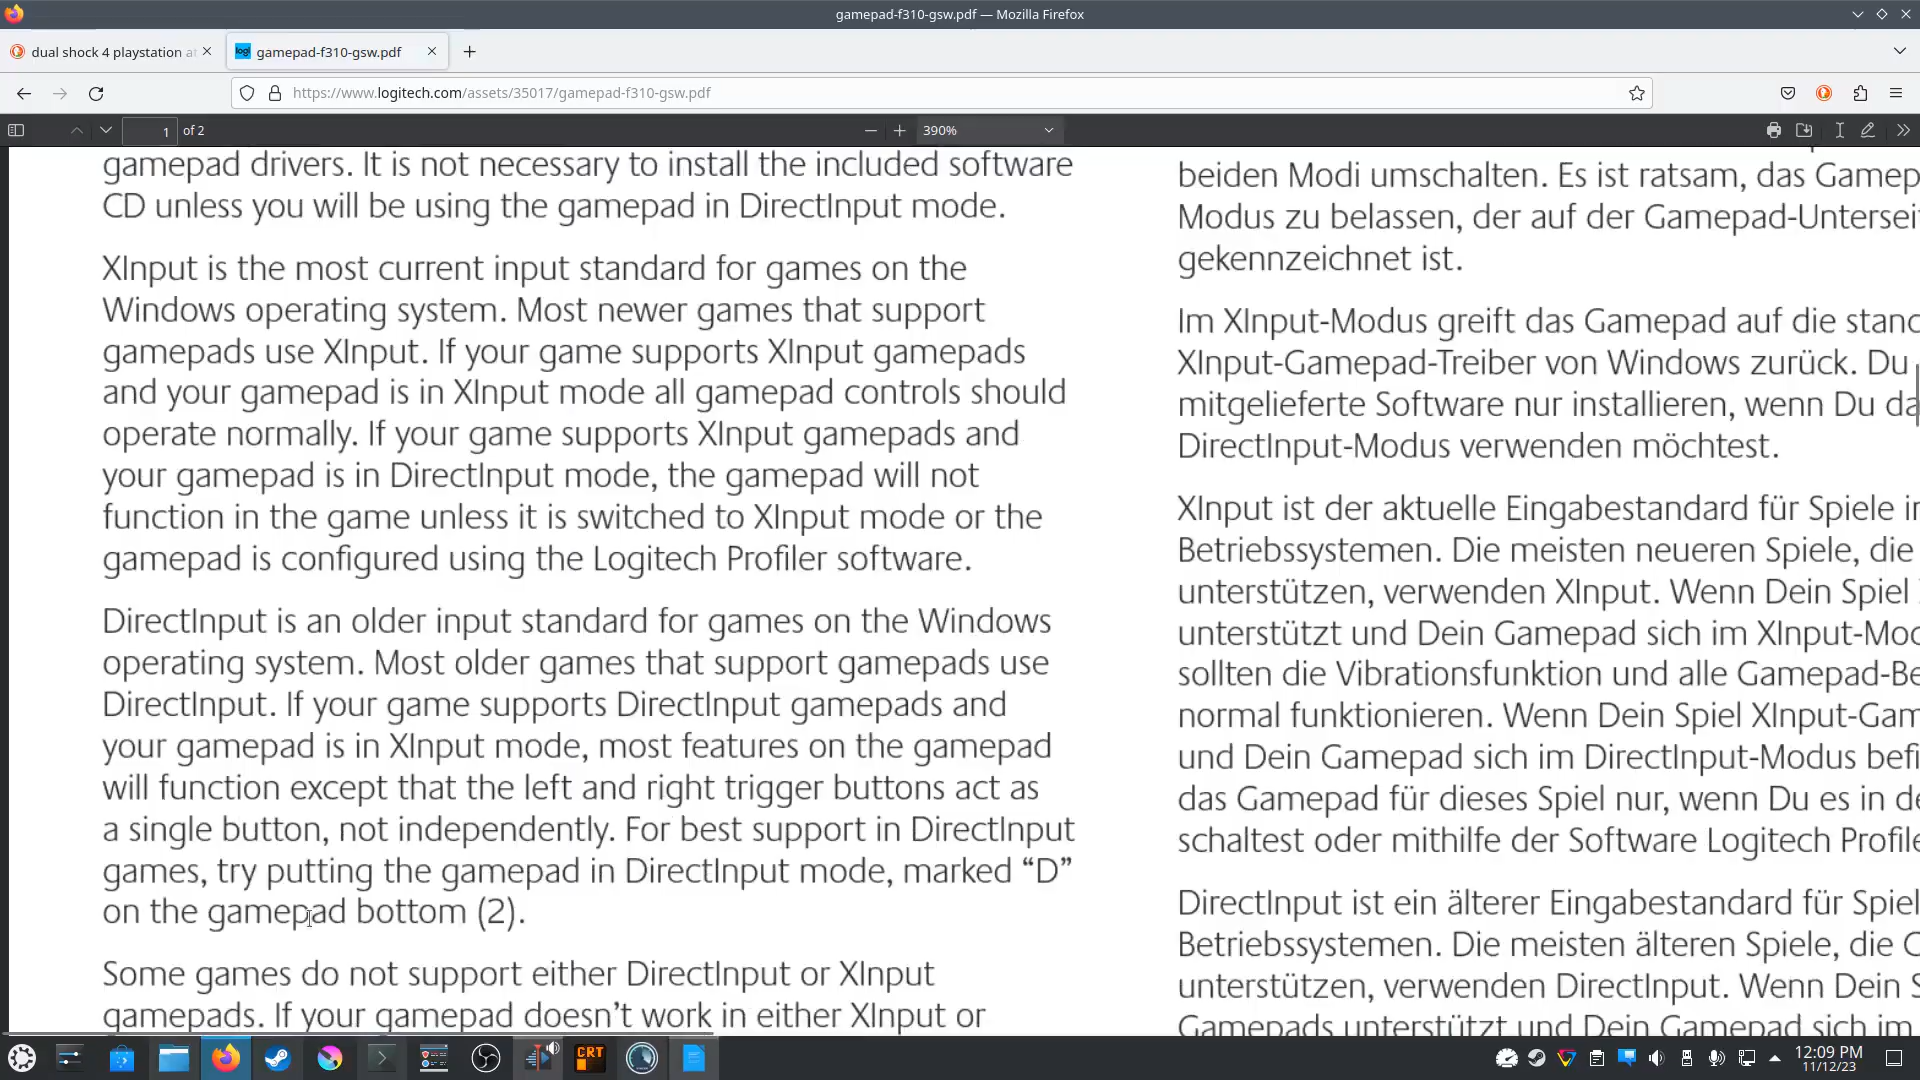 gamepad-f310-gsw.pdf — Mozilla Firefox
dual shock 4 playstation
gamepad-f310-gsw.pdf
https://www.logitech.com/assets/35017/gamepad-f310-gsw.pdf
1 of 2
390%
gamepad drivers. It is not necessary to install the included software
CD unless you will be using the gamepad in DirectInput mode.
XInput is the most current input standard for games on the
Windows operating system. Most newer games that support
gamepads use XInput. If your game supports XInput gamepads
and your gamepad is in XInput mode all gamepad controls should
operate normally. If your game supports XInput gamepads and
your gamepad is in DirectInput mode, the gamepad will not
function in the game unless it is switched to XInput mode or the
gamepad is configured using the Logitech Profiler software.
DirectInput is an older input standard for games on the Windows
operating system. Most older games that support gamepads use
DirectInput. If your game supports DirectInput gamepads and
your gamepad is in XInput mode, most features on the gamepad
will function except that the left and right trigger buttons act as
a single button, not independently. For best support in DirectInput
games, try putting the gamepad in DirectInput mode, marked “D”
on the gamepad bottom (2).
Some games do not support either DirectInput or XInput
gamepads. If your gamepad doesn’t work in either XInput or
beiden Modi umschalten. Es ist ratsam, das
Modus zu belassen, der auf der
gekennzeichnet ist.
Im XInput-Modus greift das Gamepad auf die
XInput-Gamepad-Treiber von Windows zurück. Du
mitgelieferte Software nur installieren, wenn Du
DirectInput-Modus verwenden möchtest.
XInput ist der aktuelle Eingabestandard für Spiele
Betriebssystemen. Die meisten neueren Spiele, die
unterstützen, verwenden XInput. Wenn Dein Spiel
unterstützt und Dein Gamepad sich im
sollten die Vibrationsfunktion und alle
normal funktionieren. Wenn Dein Spiel
und Dein Gamepad sich im DirectInput-Modus
das Gamepad für dieses Spiel nur, wenn Du es in
schaltest oder mithilfe der Software Logitech
DirectInput ist ein älterer Eingabestandard für
Betriebssystemen. Die meisten älteren Spiele, die
unterstützen, verwenden DirectInput. Wenn Dein
Gamepads unterstützt und Dein Gamepad sich im
logi
CRT
12:09 PM
11/12/23